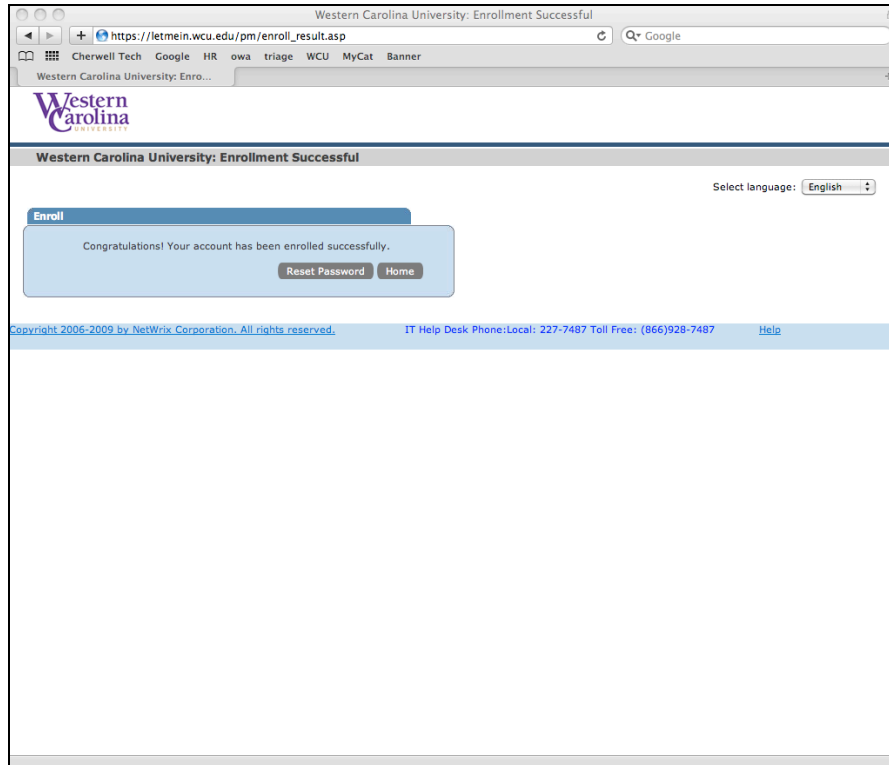 Western Carolina University: Enrollment Successful
https://letmein.wcu.edu/pm/enroll_result.asp
Google
Cherwell Tech Google HR owa triage WCU MyCat Banner
Western Carolina University: Enro...
Western
Carolina
UNIVERSITY
Western Carolina University: Enrollment Successful
Select language: English
Enroll
Congratulations! Your account has been enrolled successfully.
Reset Password Home
Copyright 2006-2009 by NetWrix Corporation. All rights reserved. IT Help Desk Phone:Local: 227-7487 Toll Free: (866)928-7487 Help